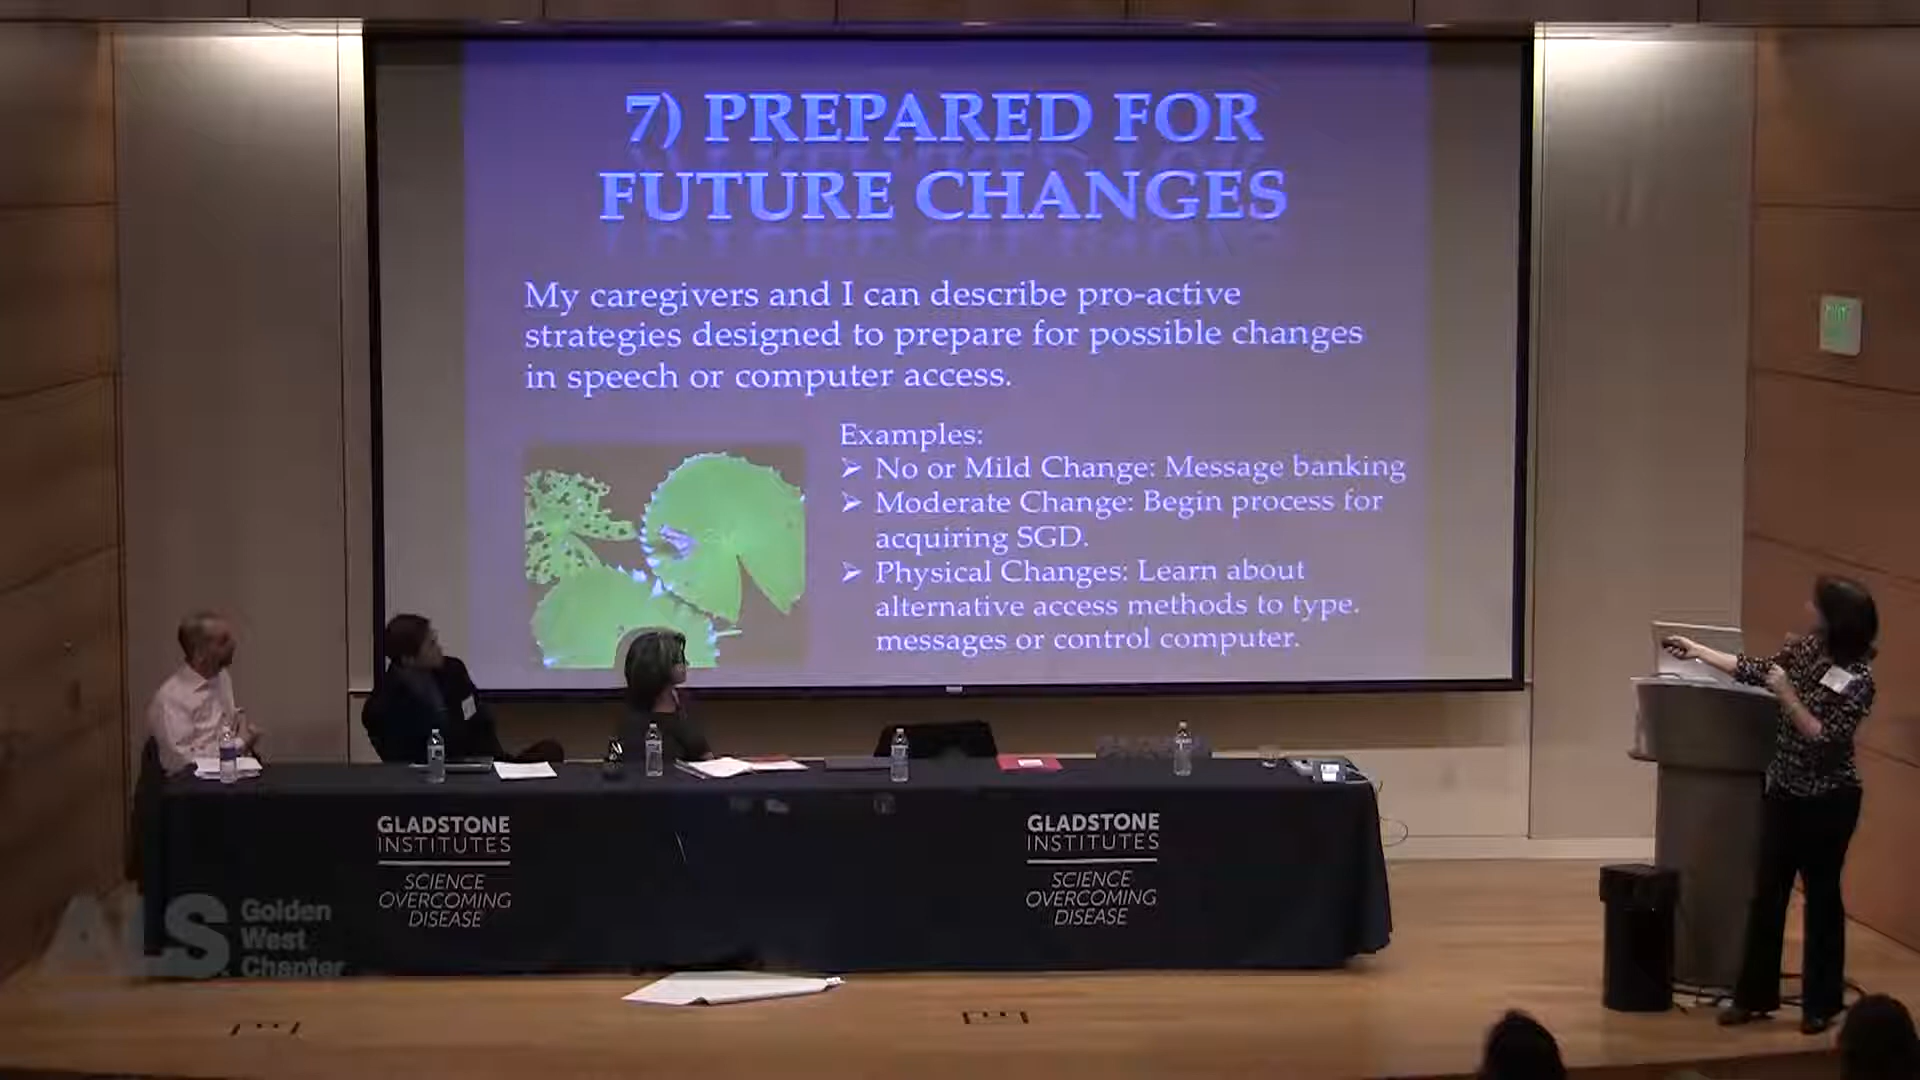 7) PREPARED FOR
FUTURE CHANGES
My caregivers and I can describe pro-active
strategies designed to prepare for possible changes
in speech or computer access.
Examples:
➢ No or Mild Change: Message banking
➢ Moderate Change: Begin process for
acquiring SGD.
➢ Physical Changes: Learn about
alternative access methods to type.
messages or control computer.
GLADSTONE
INSTITUTES
SCIENCE
OVERCOMING
DISEASE
GLADSTONE
INSTITUTES
SCIENCE
OVERCOMING
DISEASE
ALS
Golden
West
Chapter